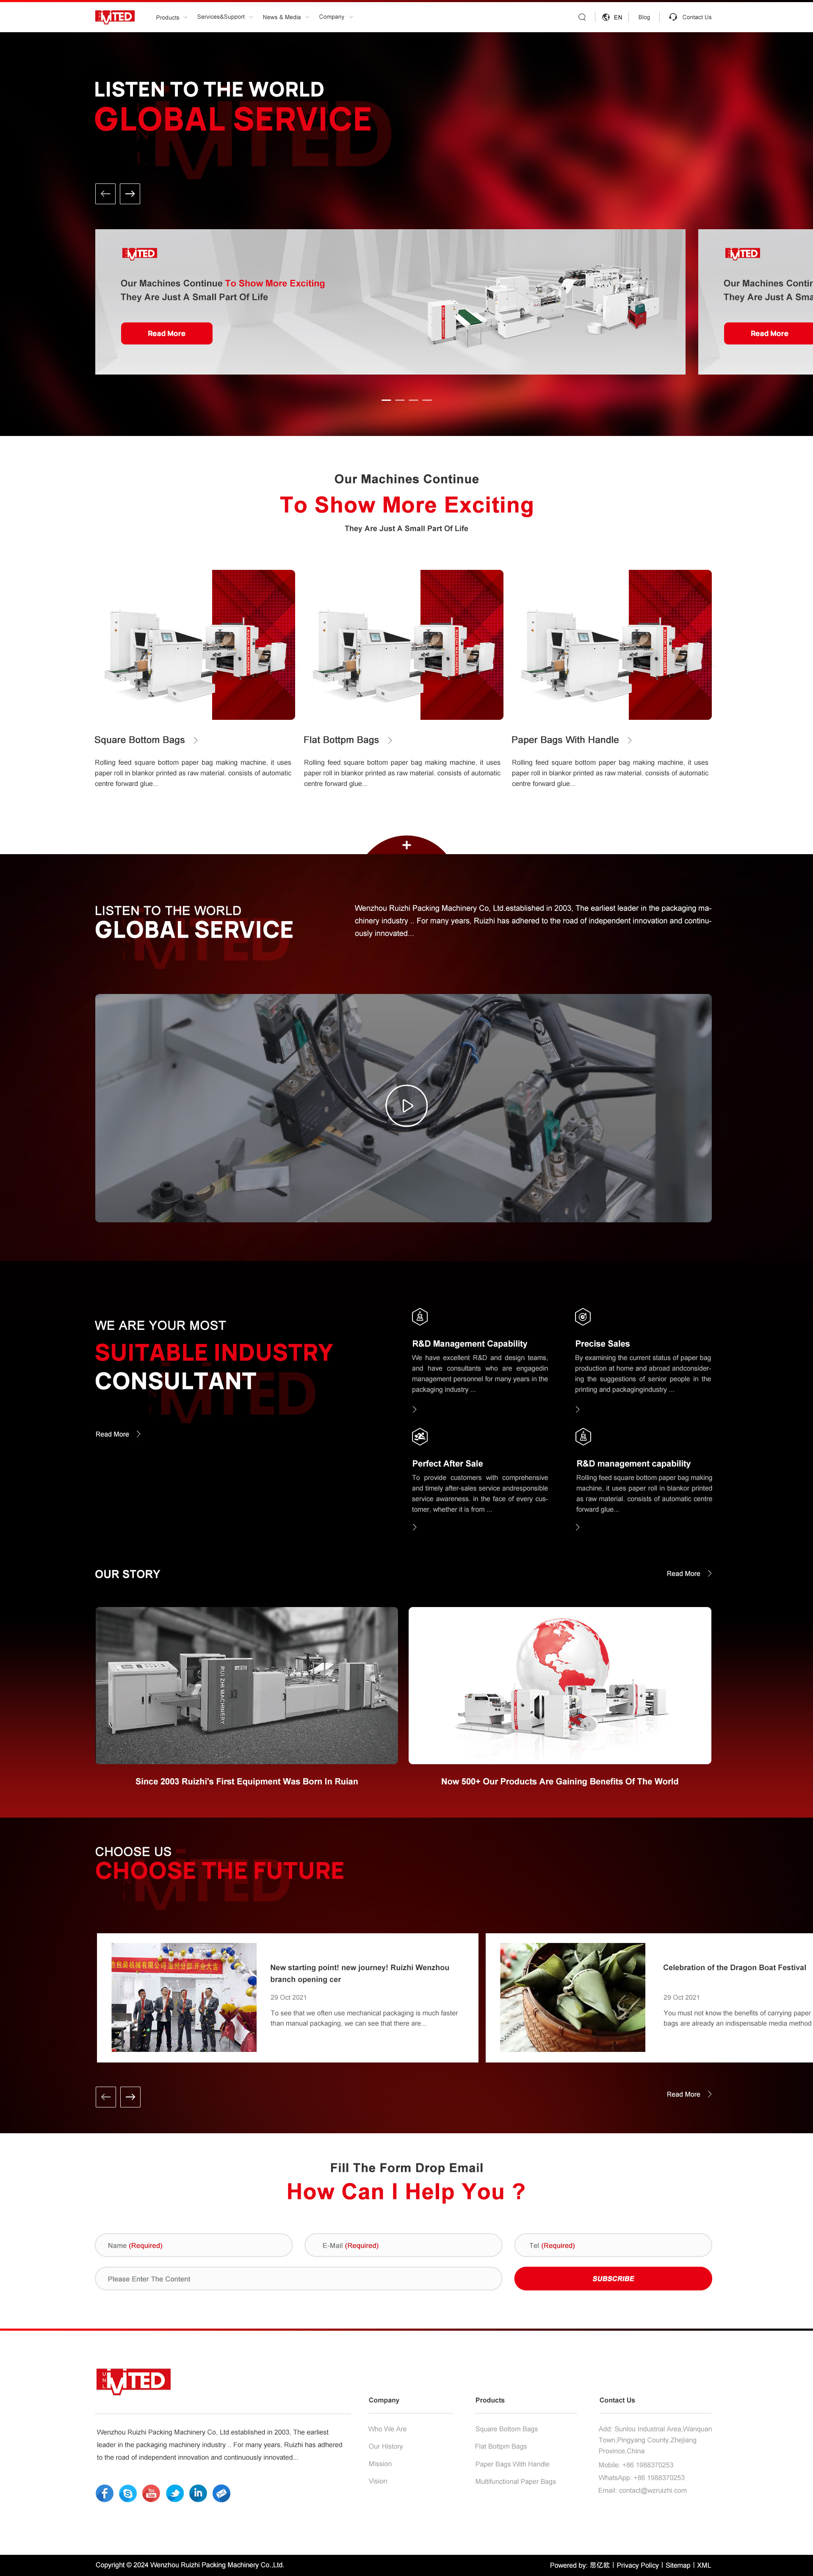 MTED
Products
Services&Support
News & Media
Company
EN
Blog
Contact Us
LISTEN TO THE WORLD
GLOBAL SERVICE
MTED
MTED
Our Machines Continue To Show More Exciting
They Are Just A Small Part Of Life
Read More
MTED
Our Machines Contin
They Are Just A Sma
Read More
Our Machines Continue
To Show More Exciting
They Are Just A Small Part Of Life
Square Bottom Bags
Rolling feed square bottom paper bag making machine, it uses
paper roll in blankor printed as raw material. consists of automatic
centre forward glue...
Flat Bottpm Bags
Rolling feed square bottom paper bag making machine, it uses
paper roll in blankor printed as raw material. consists of automatic
centre forward glue...
Paper Bags With Handle
Rolling feed square bottom paper bag making machine, it uses
paper roll in blankor printed as raw material. consists of automatic
centre forward glue...
+
LISTEN TO THE WORLD
GLOBAL SERVICE
MTED
Wenzhou Ruizhi Packing Machinery Co, Ltd.established in 2003, The earliest leader in the packaging ma-
chinery industry .. For many years, Ruizhi has adhered to the road of independent innovation and continu-
ously innovated...
WE ARE YOUR MOST
SUITABLE INDUSTRY
CONSULTANT
MTED
Read More
R&D Management Capability
We have excellent R&D and design teams,
and have consultants who are engagedin
management personnel for many years in the
packaging industry ...
Precise Sales
By examining the current status of paper bag
production at home and abroad andconsider-
ing the suggestions of senior people in the
printing and packagingindustry ...
Perfect After Sale
To provide customers with comprehensive
and timely after-sales service andresponsible
service awareness. in the face of every cus-
tomer, whether it is from ...
R&D management capability
Rolling feed square bottom paper bag making
machine, it uses paper roll in blankor printed
as raw material. consists of automatic centre
forward glue...
OUR STORY
Read More
RUI ZHI MACHINERY
Since 2003 Ruizhi's First Equipment Was Born In Ruian
Now 500+ Our Products Are Gaining Benefits Of The World
CHOOSE US
CHOOSE THE FUTURE
MTED
New starting point! new journey! Ruizhi Wenzhou
branch opening cer
29 Oct 2021
To see that we often use mechanical packaging is much faster
than manual packaging. we can see that there are...
Celebration of the Dragon Boat Festival
29 Oct 2021
You must not know the benefits of carrying paper
bags are already an indispensable media method
Read More
Fill The Form Drop Email
How Can I Help You ?
Name (Required)
E-Mail (Required)
Tel (Required)
Please Enter The Content
SUBSCRIBE
MTED
Wenzhou Ruizhi Packing Machinery Co, Ltd.established in 2003, The earliest
leader in the packaging machinery industry .. For many years, Ruizhi has adhered
to the road of independent innovation and continuously innovated...
Company
Who We Are
Our History
Mission
Vision
Products
Square Bottom Bags
Flat Bottpm Bags
Paper Bags With Handle
Multifunctional Paper Bags
Contact Us
Add: Sunlou Industrial Area,Wanquan
Town,Pingyang County,Zhejiang
Province,China
Mobile: +86 1988370253
WhatsApp: +86 1988370253
Email: contact@wzruizhi.com
Copyright © 2024 Wenzhou Ruizhi Packing Machinery Co.,Ltd.
Powered by: 思亿欧 | Privacy Policy | Sitemap | XML